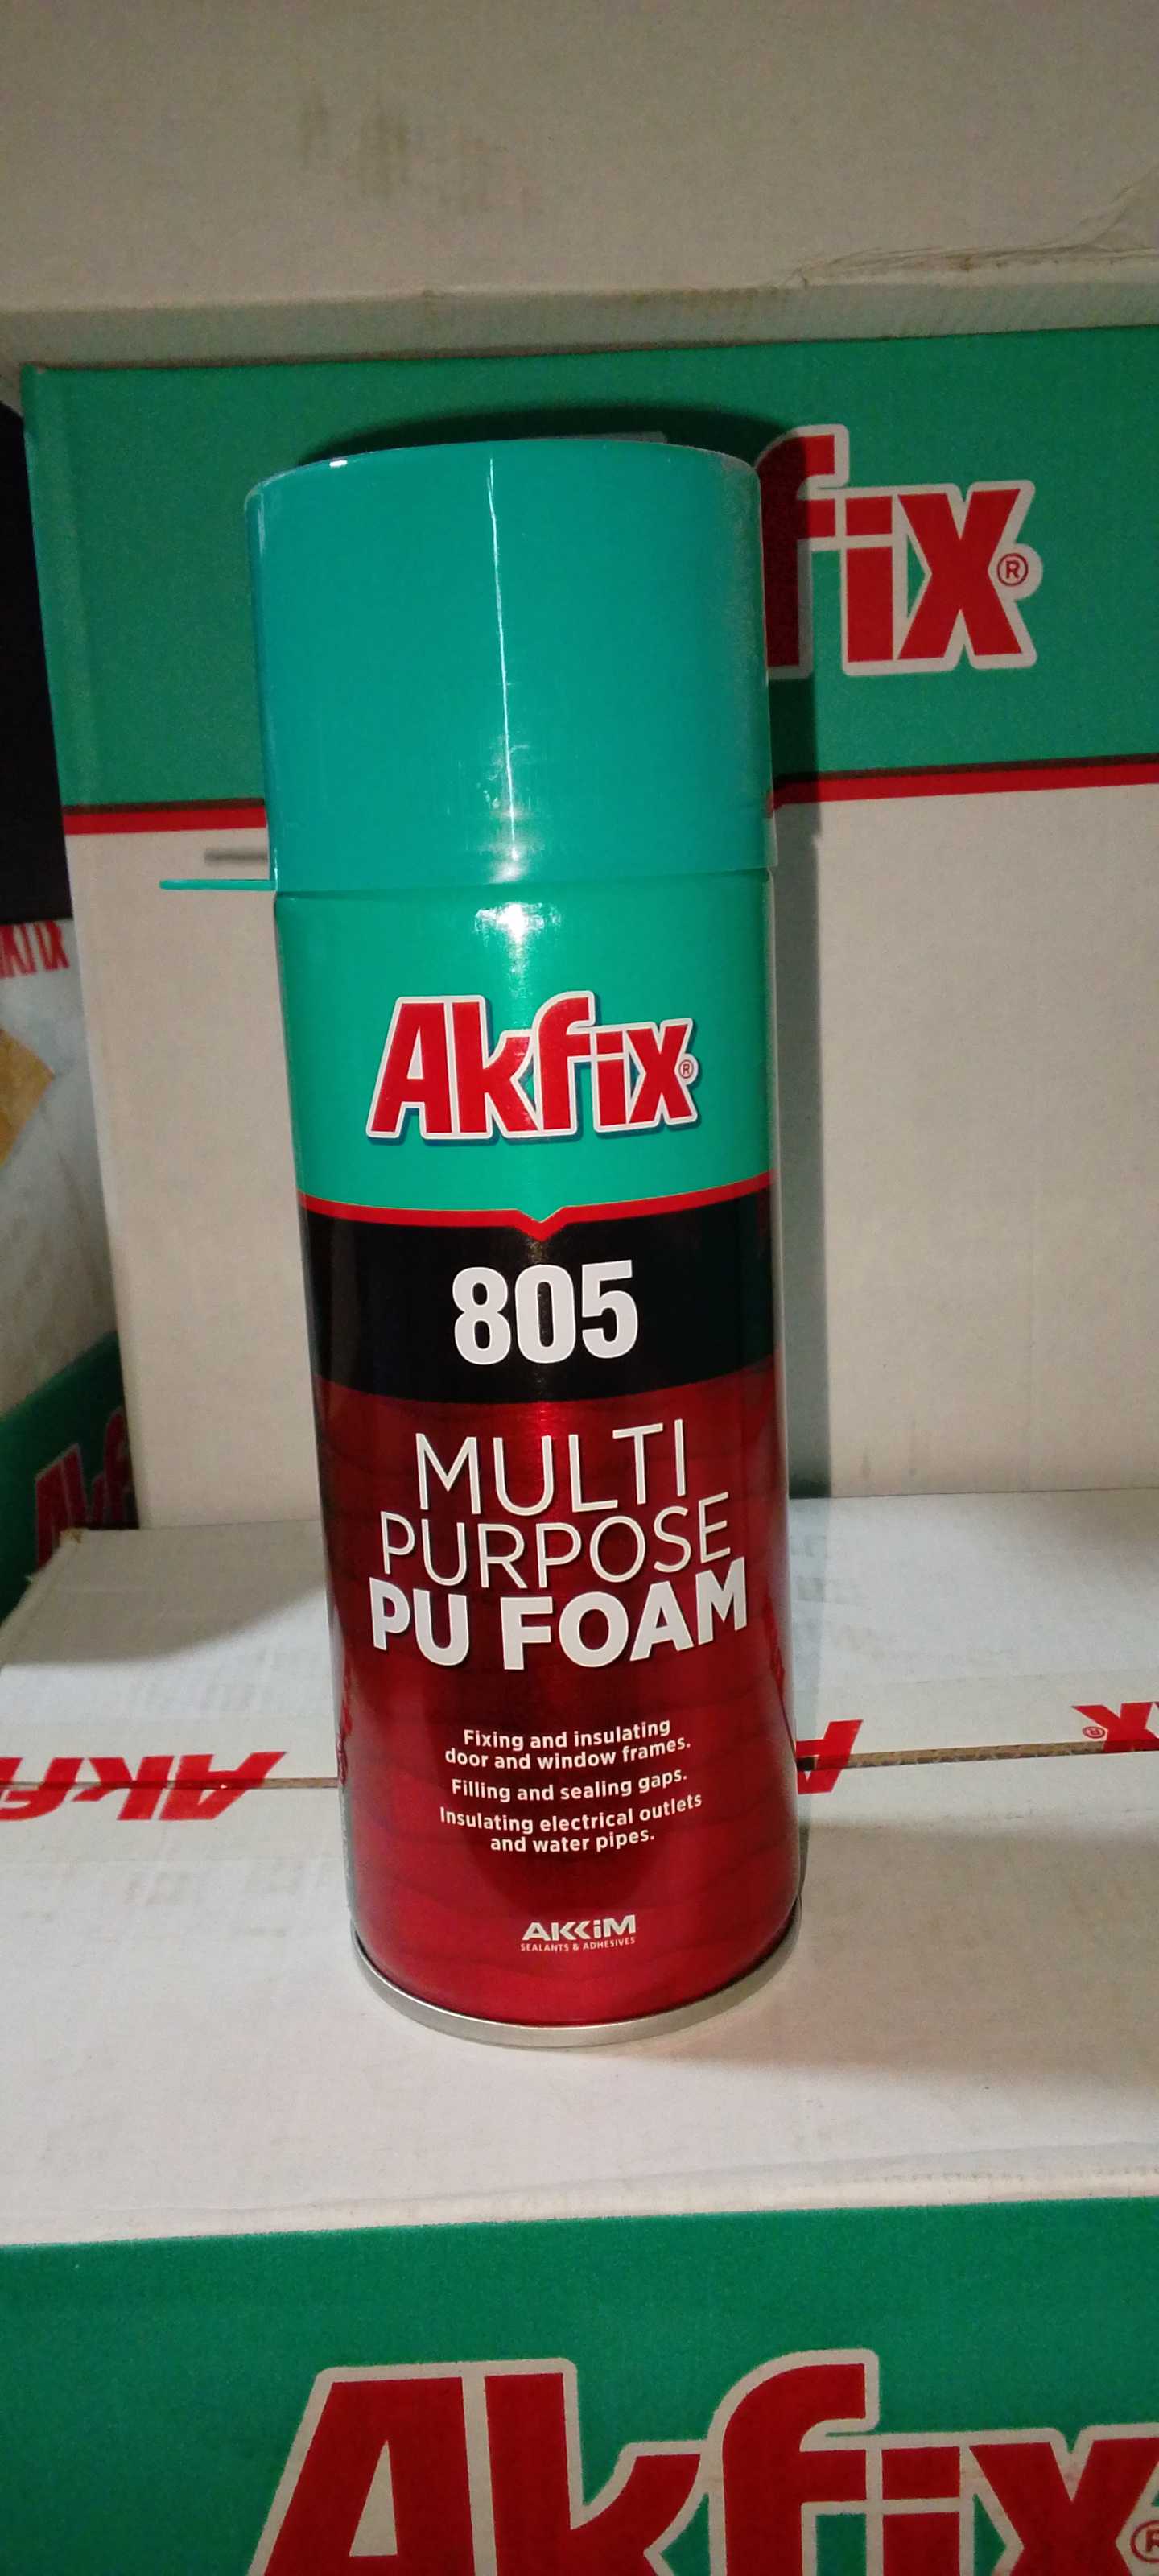 fix®
Akfix®
805
MULTI
PURPOSE
PU FOAM
Fixing and insulating
door and window frames.
Filling and sealing gaps.
Insulating electrical outlets
and water pipes.
AKKiM
SEALANTS & ADHESIVES
Akfix®